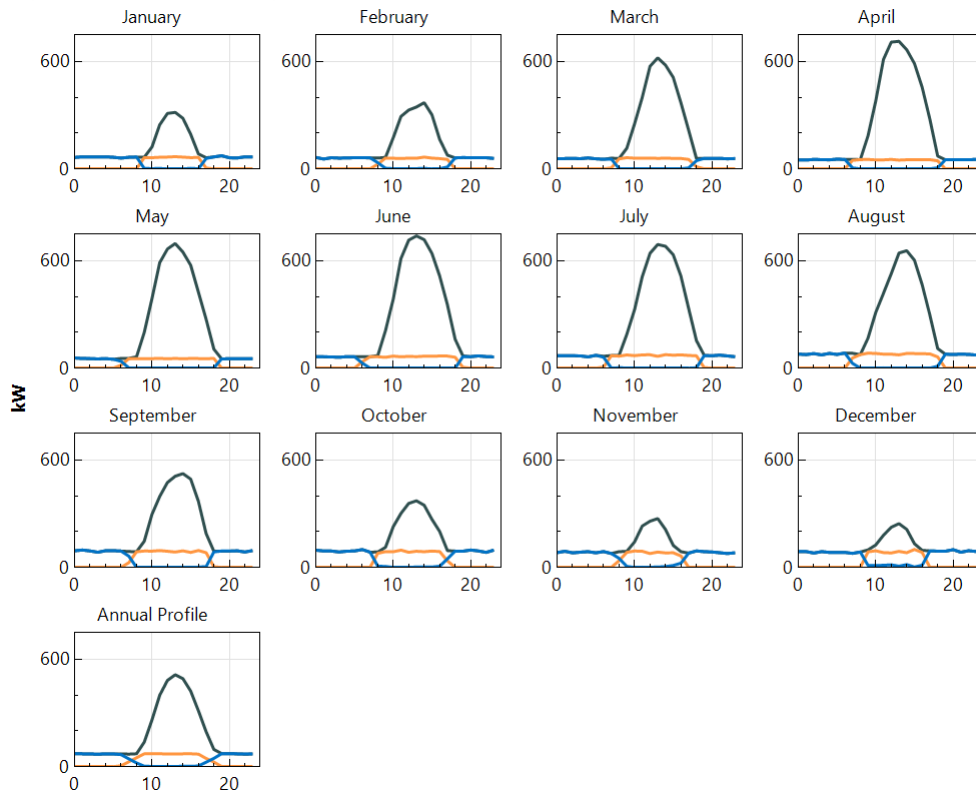 January February March April
600 600 600 600
0 0 0 0
0 10 20 0 10 20 0 10 20 0 10 20
May June July August
600 600 600 600
0 0 0 0
0 10 20 0 10 20 0 10 20 0 10 20
kW
September October November December
600 600 600 600
0 0 0 0
0 10 20 0 10 20 0 10 20 0 10 20
Annual Profile
600
0
0 10 20